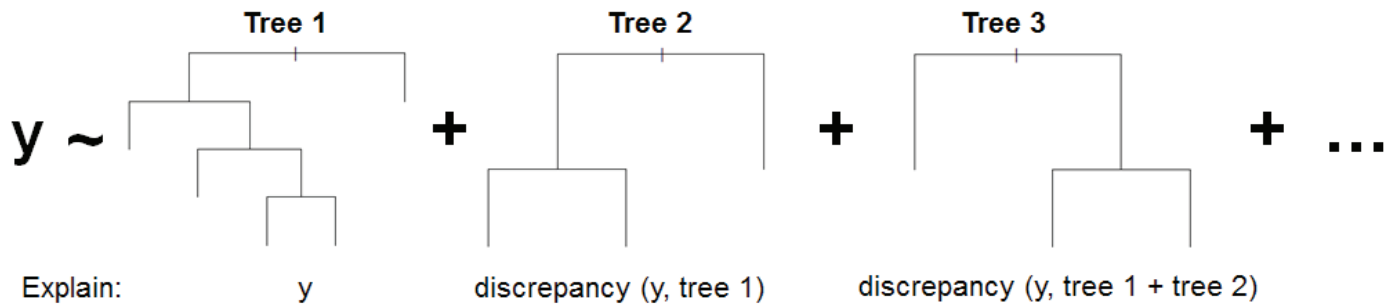 Tree 1 Tree 2 Tree 3
y ~ + + + ...
Explain: y discrepancy (y, tree 1) discrepancy (y, tree 1 + tree 2)